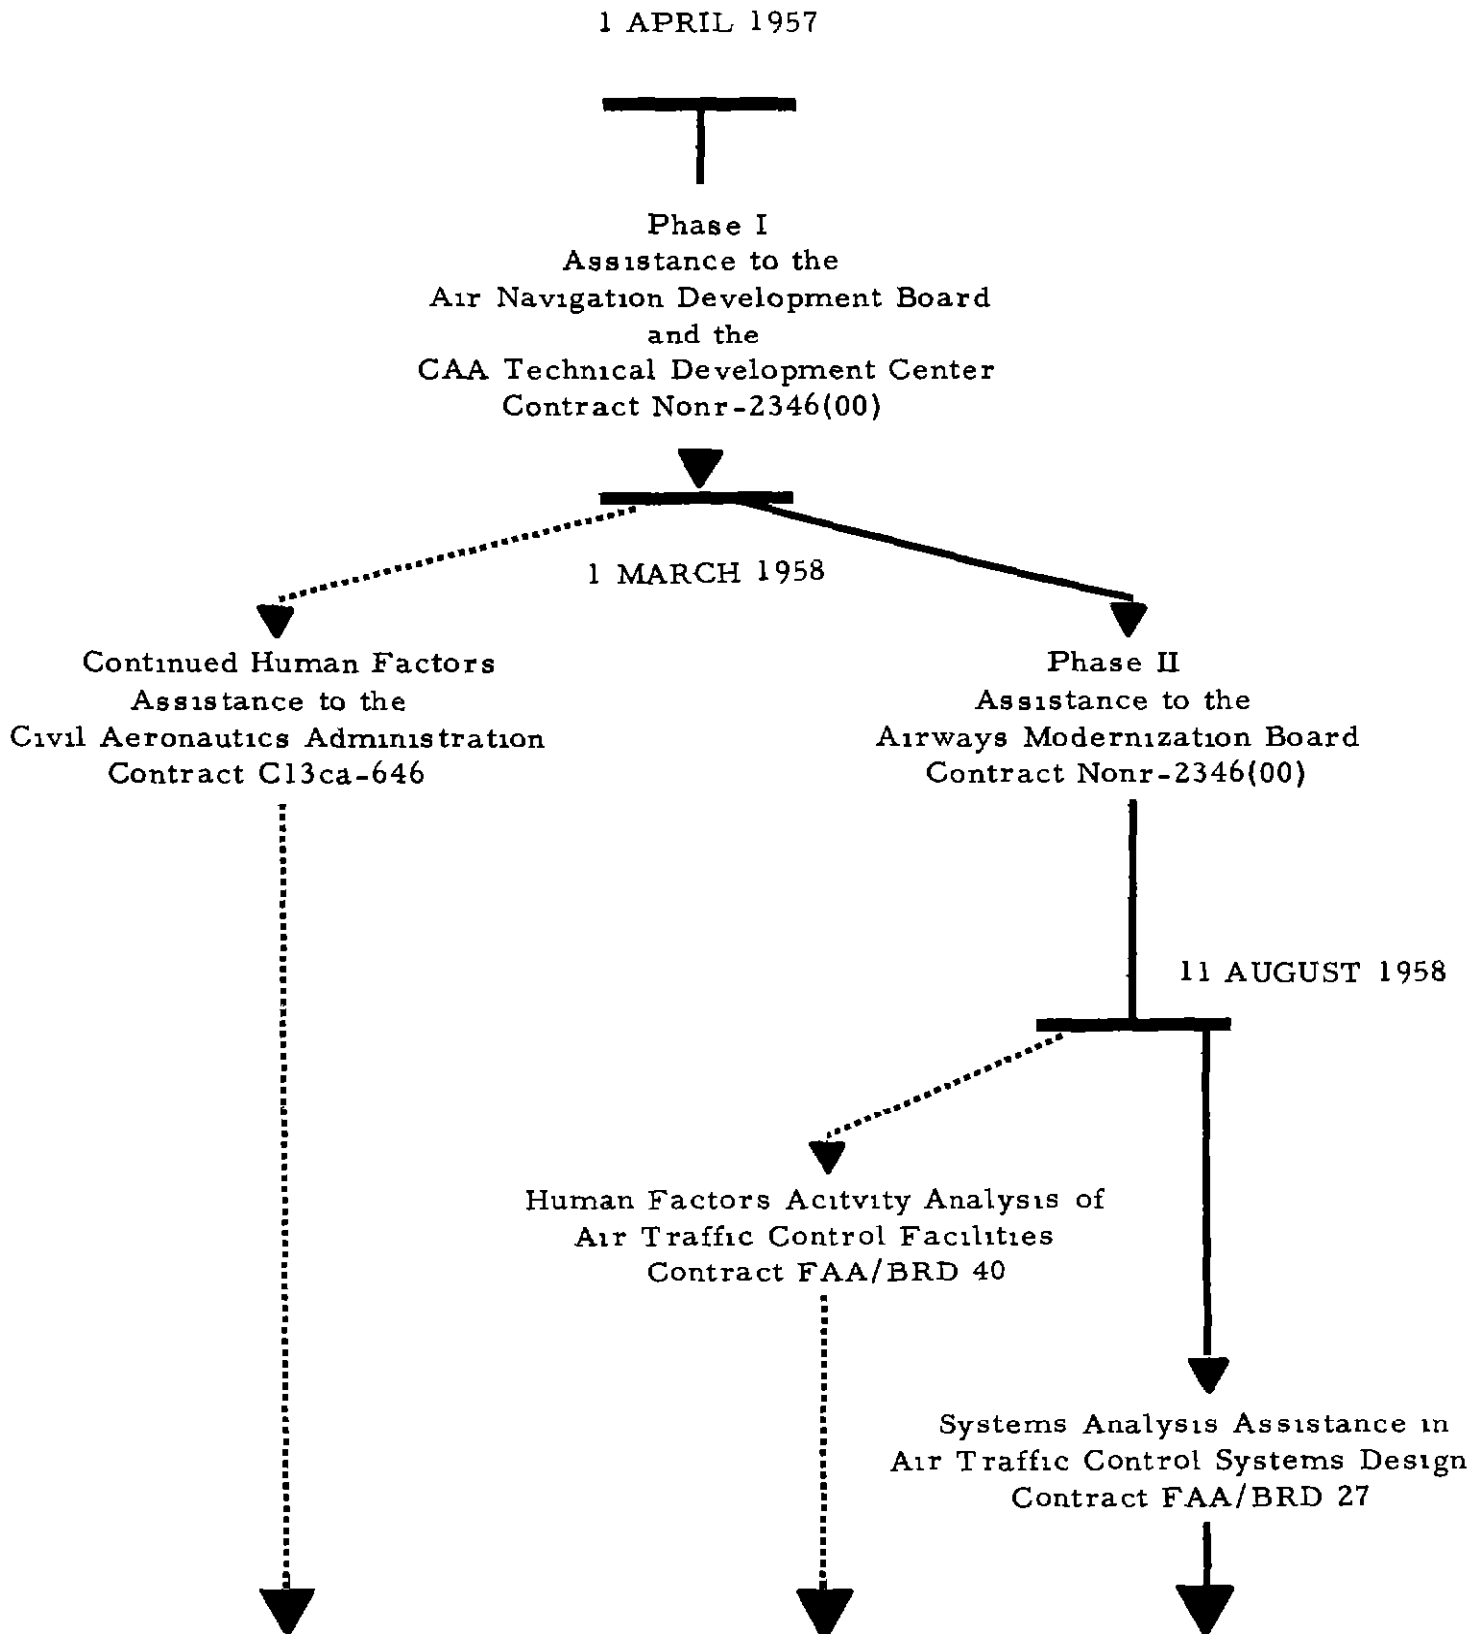 1 APRIL 1957
Phase I
Assistance to the
Air Navigation Development Board
and the
CAA Technical Development Center
Contract Nonr-2346(00)
1 MARCH 1958
Continued Human Factors
Assistance to the
Civil Aeronautics Administration
Contract C13ca-646
Phase II
Assistance to the
Airways Modernization Board
Contract Nonr-2346(00)
11 AUGUST 1958
Human Factors Acitvity Analysis of
Air Traffic Control Facilities
Contract FAA/BRD 40
Systems Analysis Assistance in
Air Traffic Control Systems Design
Contract FAA/BRD 27